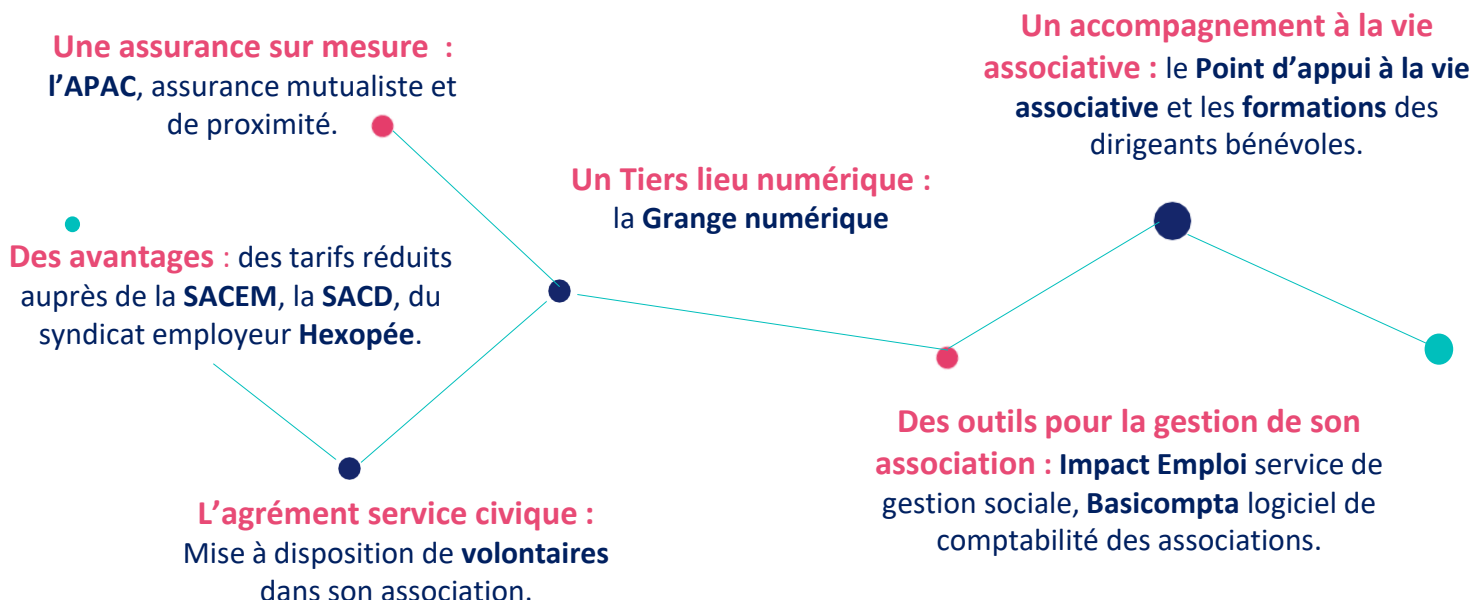 Une assurance sur mesure :
l'APAC, assurance mutualiste et
de proximité.
Des avantages : des tarifs réduits
auprès de la SACEM, la SACD, du
syndicat employeur Hexopée.
L'agrément service civique :
Mise à disposition de volontaires
dans son association.
Un Tiers lieu numérique :
la Grange numérique
Un accompagnement à la vie
associative : le Point d'appui à la vie
associative et les formations des
dirigeants bénévoles.
Des outils pour la gestion de son
association : Impact Emploi service de
gestion sociale, Basicompta logiciel de
comptabilité des associations.